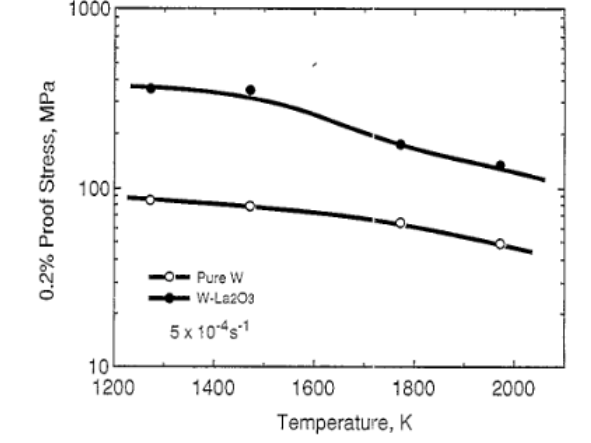 1000
100
10
0.2% Proof Stress, MPa
Pure W
W-La2O3
5 x 10⁻⁴s⁻¹
1200 1400 1600 1800 2000
Temperature, K